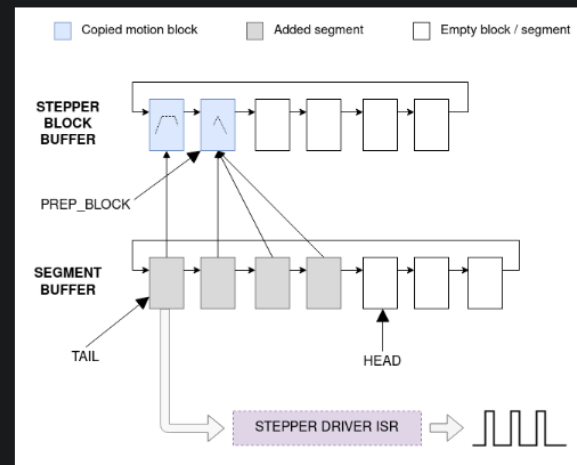 Copied motion block
Added segment
Empty block / segment
STEPPER
BLOCK
BUFFER
PREP_BLOCK
SEGMENT
BUFFER
TAIL
HEAD
STEPPER DRIVER ISR